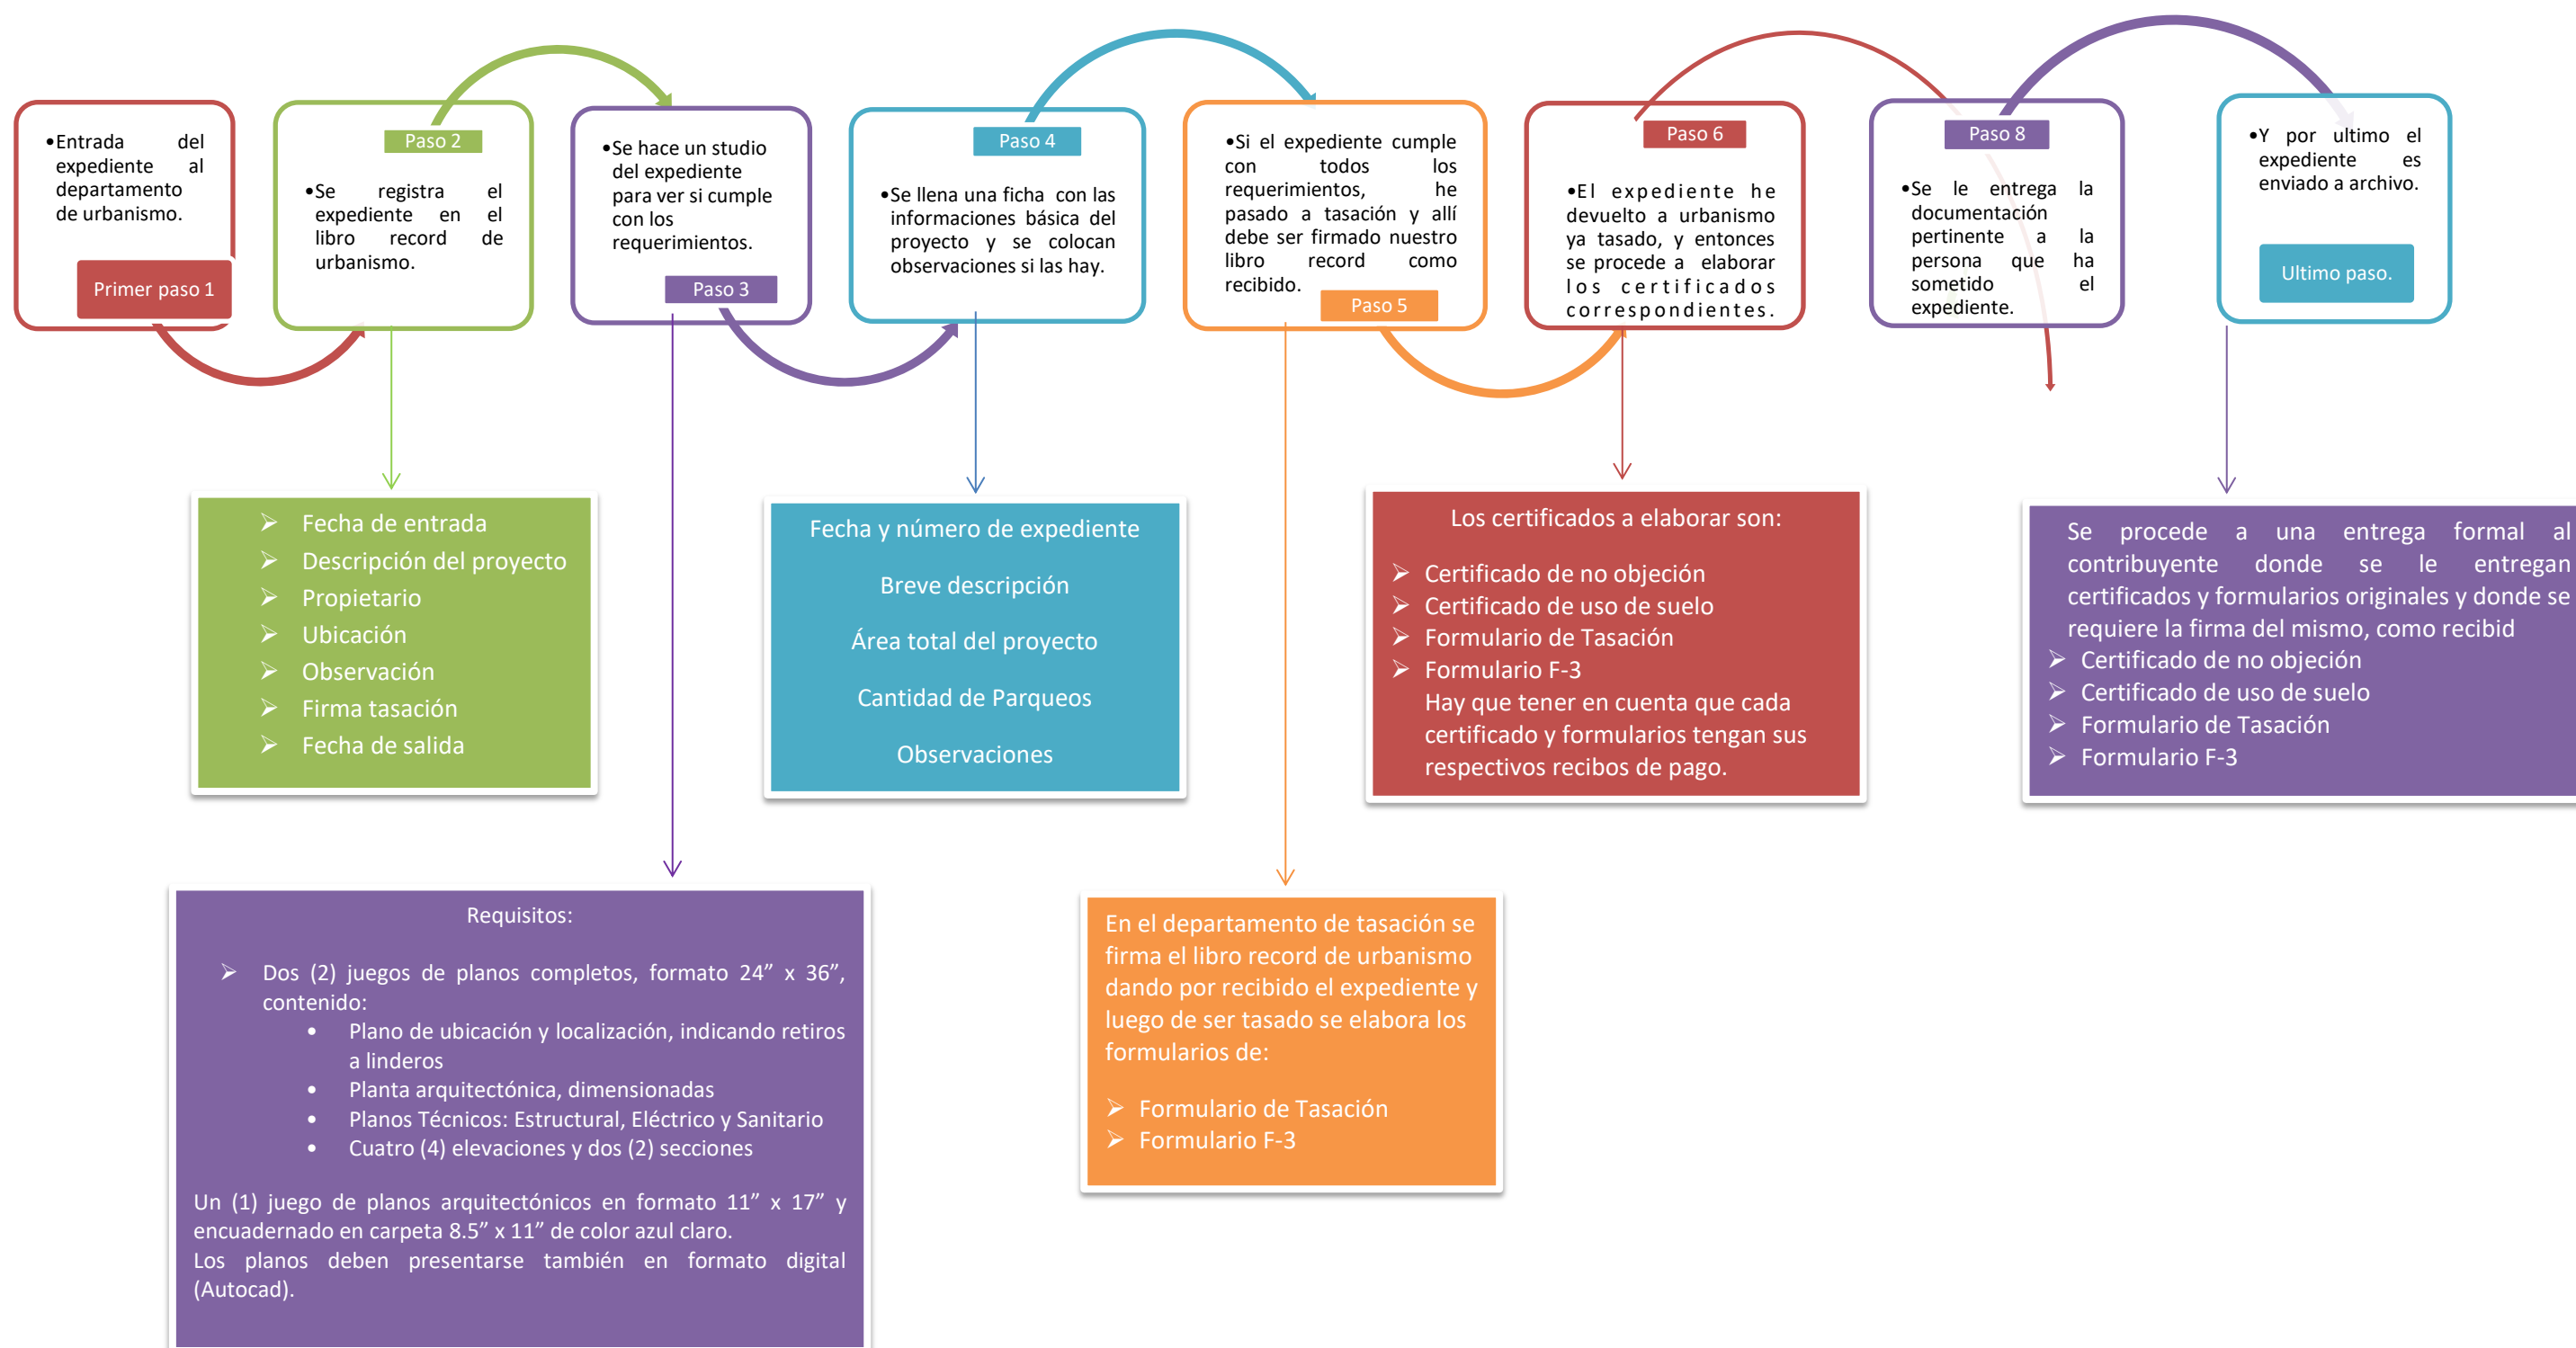 •Entrada del
expediente al
departamento
de urbanismo.
Primer paso 1
Paso 2
•Se registra el
expediente en el
libro record de
urbanismo.
•Se hace un studio
del expediente
para ver si cumple
con los
requerimientos.
Paso 3
Paso 4
•Se llena una ficha con las
informaciones básica del
proyecto y se colocan
observaciones si las hay.
•Si el expediente cumple
con todos los
requerimientos, he
pasado a tasación y allí
debe ser firmado nuestro
libro record como
recibido.
Paso 5
Paso 6
•El expediente he
devuelto a urbanismo
ya tasado, y entonces
se procede a elaborar
los certificados
correspondientes.
Paso 8
•Se le entrega la
documentación
pertinente a la
persona que ha
sometido el
expediente.
•Y por ultimo el
expediente es
enviado a archivo.
Ultimo paso.
➢ Fecha de entrada
➢ Descripción del proyecto
➢ Propietario
➢ Ubicación
➢ Observación
➢ Firma tasación
➢ Fecha de salida
Fecha y número de expediente
Breve descripción
Área total del proyecto
Cantidad de Parqueos
Observaciones
Los certificados a elaborar son:
➢ Certificado de no objeción
➢ Certificado de uso de suelo
➢ Formulario de Tasación
➢ Formulario F-3
Hay que tener en cuenta que cada
certificado y formularios tengan sus
respectivos recibos de pago.
Se procede a una entrega formal al
contribuyente donde se le entregan
certificados y formularios originales y donde se
requiere la firma del mismo, como recibid
➢ Certificado de no objeción
➢ Certificado de uso de suelo
➢ Formulario de Tasación
➢ Formulario F-3
Requisitos:
➢ Dos (2) juegos de planos completos, formato 24” x 36”,
contenido:
• Plano de ubicación y localización, indicando retiros
a linderos
• Planta arquitectónica, dimensionadas
• Planos Técnicos: Estructural, Eléctrico y Sanitario
• Cuatro (4) elevaciones y dos (2) secciones
Un (1) juego de planos arquitectónicos en formato 11” x 17” y
encuadernado en carpeta 8.5” x 11” de color azul claro.
Los planos deben presentarse también en formato digital
(Autocad).
En el departamento de tasación se
firma el libro record de urbanismo
dando por recibido el expediente y
luego de ser tasado se elabora los
formularios de:
➢ Formulario de Tasación
➢ Formulario F-3